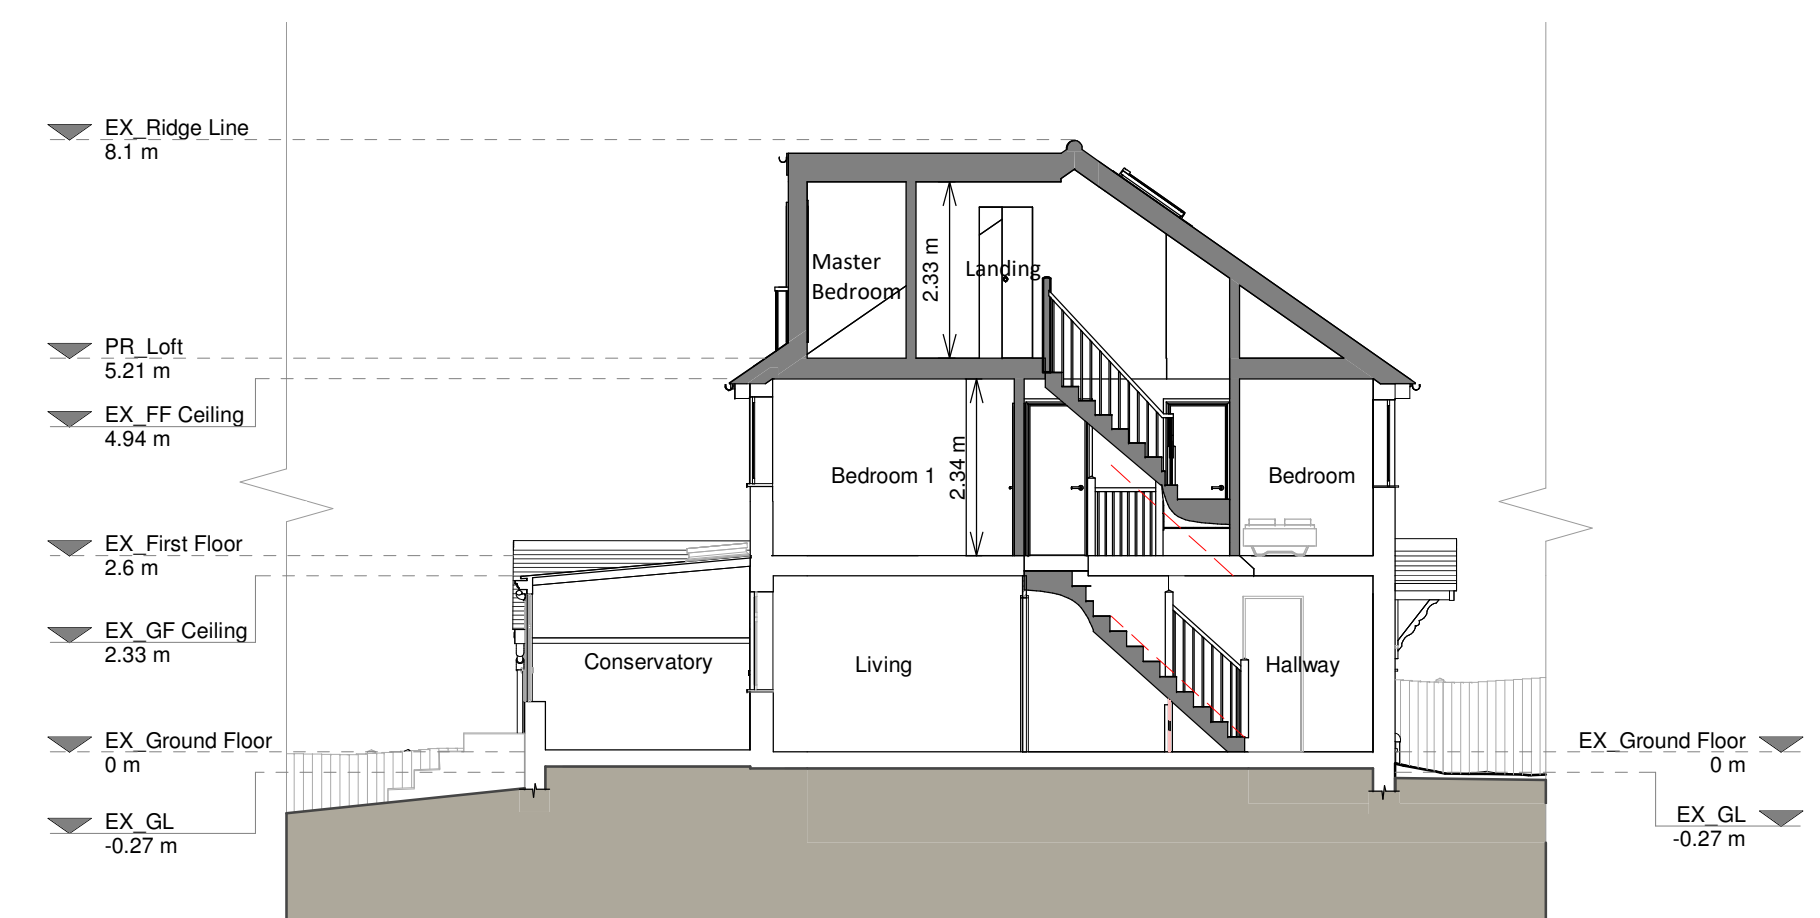 EX_Ridge Line
8.1 m
Master
Bedroom
2.33 m
Landing
PR_Loft
5.21 m
EX_FF Ceiling
4.94 m
Bedroom 1
2.34 m
Bedroom
EX_First Floor
2.6 m
EX_GF Ceiling
2.33 m
Conservatory
Living
Hallway
EX_Ground Floor
0 m
EX_Ground Floor
0 m
EX_GL
-0.27 m
EX_GL
-0.27 m